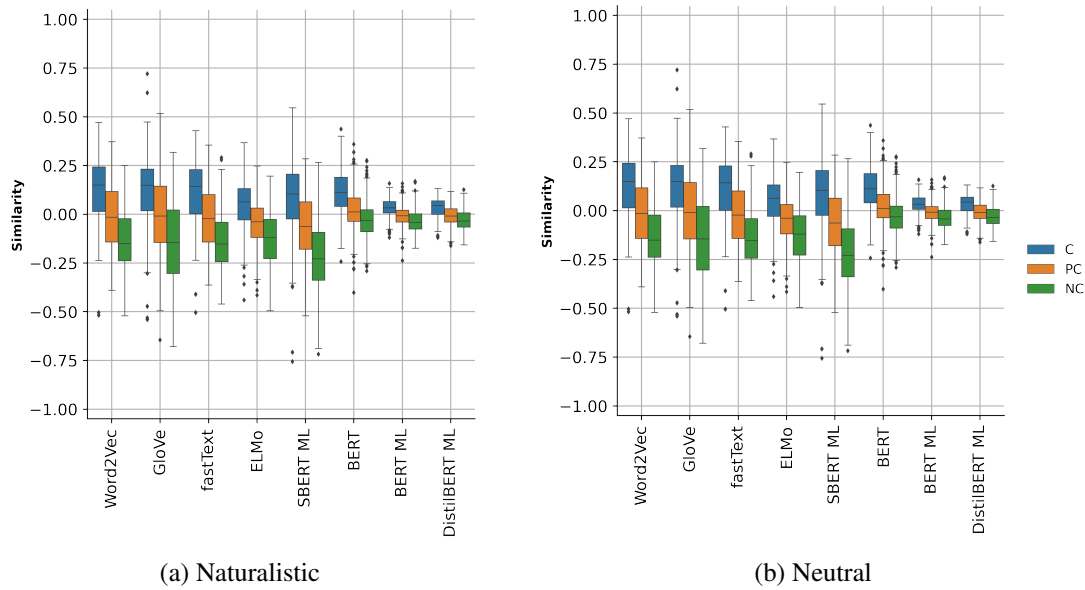 1.00
0.75
0.50
0.25
0.00
−0.25
−0.50
−0.75
−1.00
Similarity
Word2Vec
GloVe
fastText
ELMo
SBERT ML
BERT
BERT ML
DistilBERT ML
(a) Naturalistic
1.00
0.75
0.50
0.25
0.00
−0.25
−0.50
−0.75
−1.00
Similarity
Word2Vec
GloVe
fastText
ELMo
SBERT ML
BERT
BERT ML
DistilBERT ML
(b) Neutral
C
PC
NC